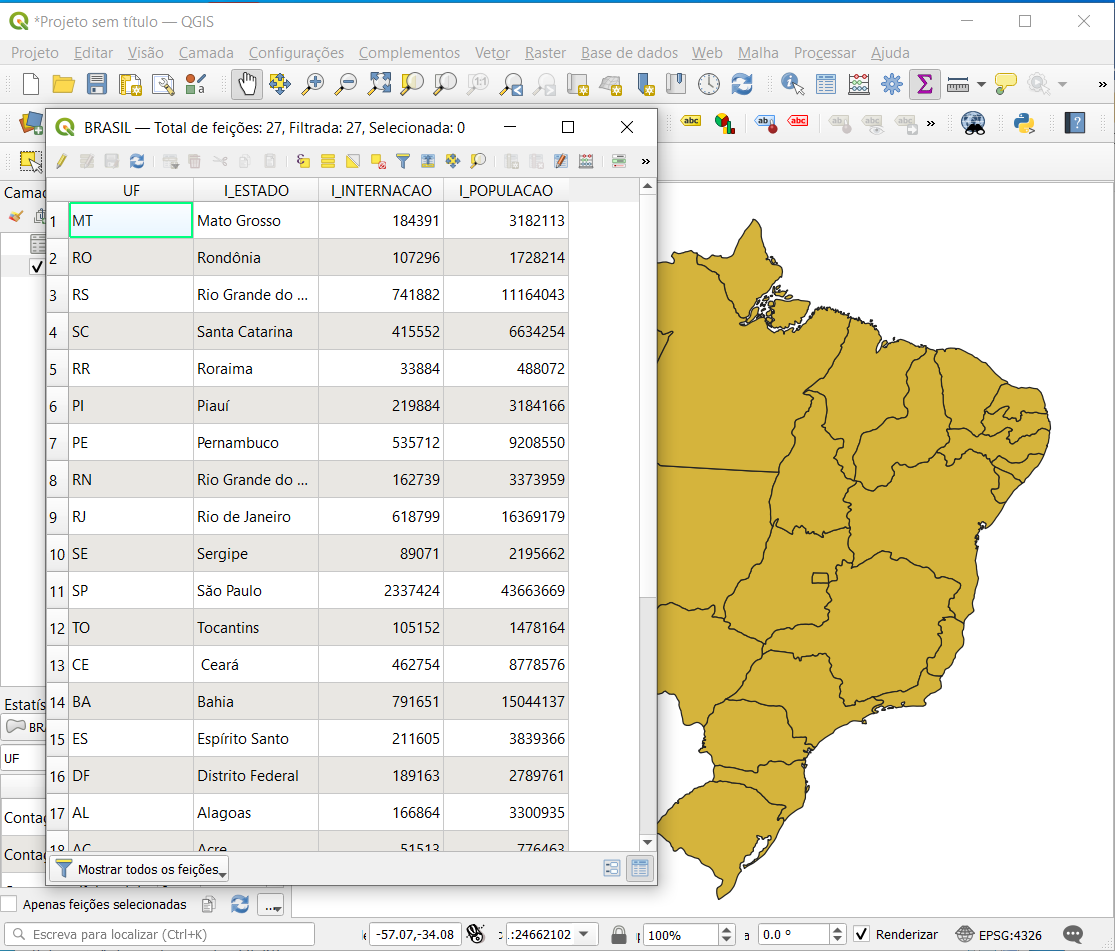 *Projeto sem título — QGIS
Projeto Editar Visão Camada Configurações Complementos Vetor Raster Base de dados Web Malha Processar Ajuda
BRASIL — Total de feições: 27, Filtrada: 27, Selecionada: 0
abc
abc
ab
abc
Camad
UF I_ESTADO I_INTERNACAO I_POPULACAO
1 MT Mato Grosso 184391 3182113
2 RO Rondônia 107296 1728214
3 RS Rio Grande do ... 741882 11164043
4 SC Santa Catarina 415552 6634254
5 RR Roraima 33884 488072
6 PI Piauí 219884 3184166
7 PE Pernambuco 535712 9208550
8 RN Rio Grande do ... 162739 3373959
9 RJ Rio de Janeiro 618799 16369179
10 SE Sergipe 89071 2195662
11 SP São Paulo 2337424 43663669
12 TO Tocantins 105152 1478164
13 CE Ceará 462754 8778576
14 BA Bahia 791651 15044137
15 ES Espírito Santo 211605 3839366
16 DF Distrito Federal 189163 2789761
17 AL Alagoas 166864 3300935
18 AC Acre 51513 776463
Estatís
BRA
UF
Contag
Contag
Mostrar todos os feições
Apenas feições selecionadas
Escreva para localizar (Ctrl+K)
-57.07,-34.08
:24662102
100%
0.0 °
Renderizar
EPSG:4326